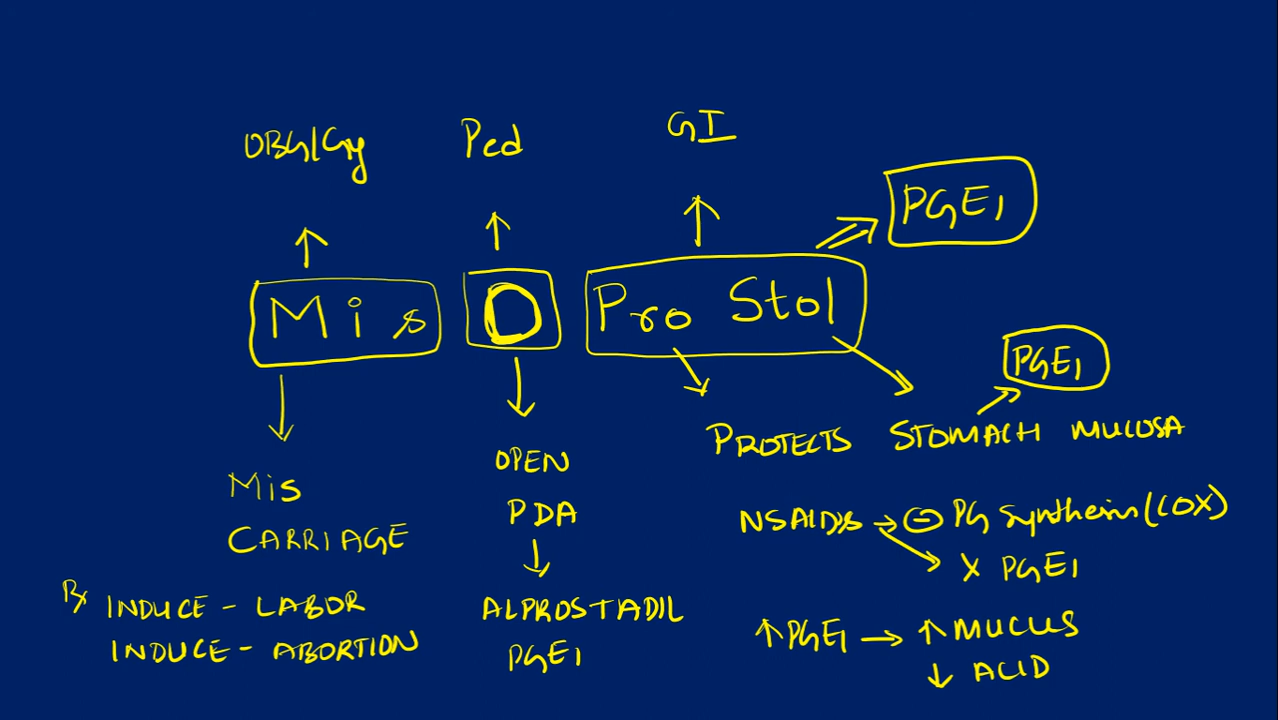 OBG/Gy
Ped
GI
PGE1
Mis
O
Pro Stol
PGE1
PROTECTS STOMACH MUCOSA
MiS
CARRIAGE
Rx INDUCE - LABOR
INDUCE - ABORTION
OPEN
PDA
ALPROSTADIL
PGE1
NSAIDs → ⊖ PG Synthesis (COX)
X PGE1
↑ PGE1 → ↑ MUCUS
↓ ACID